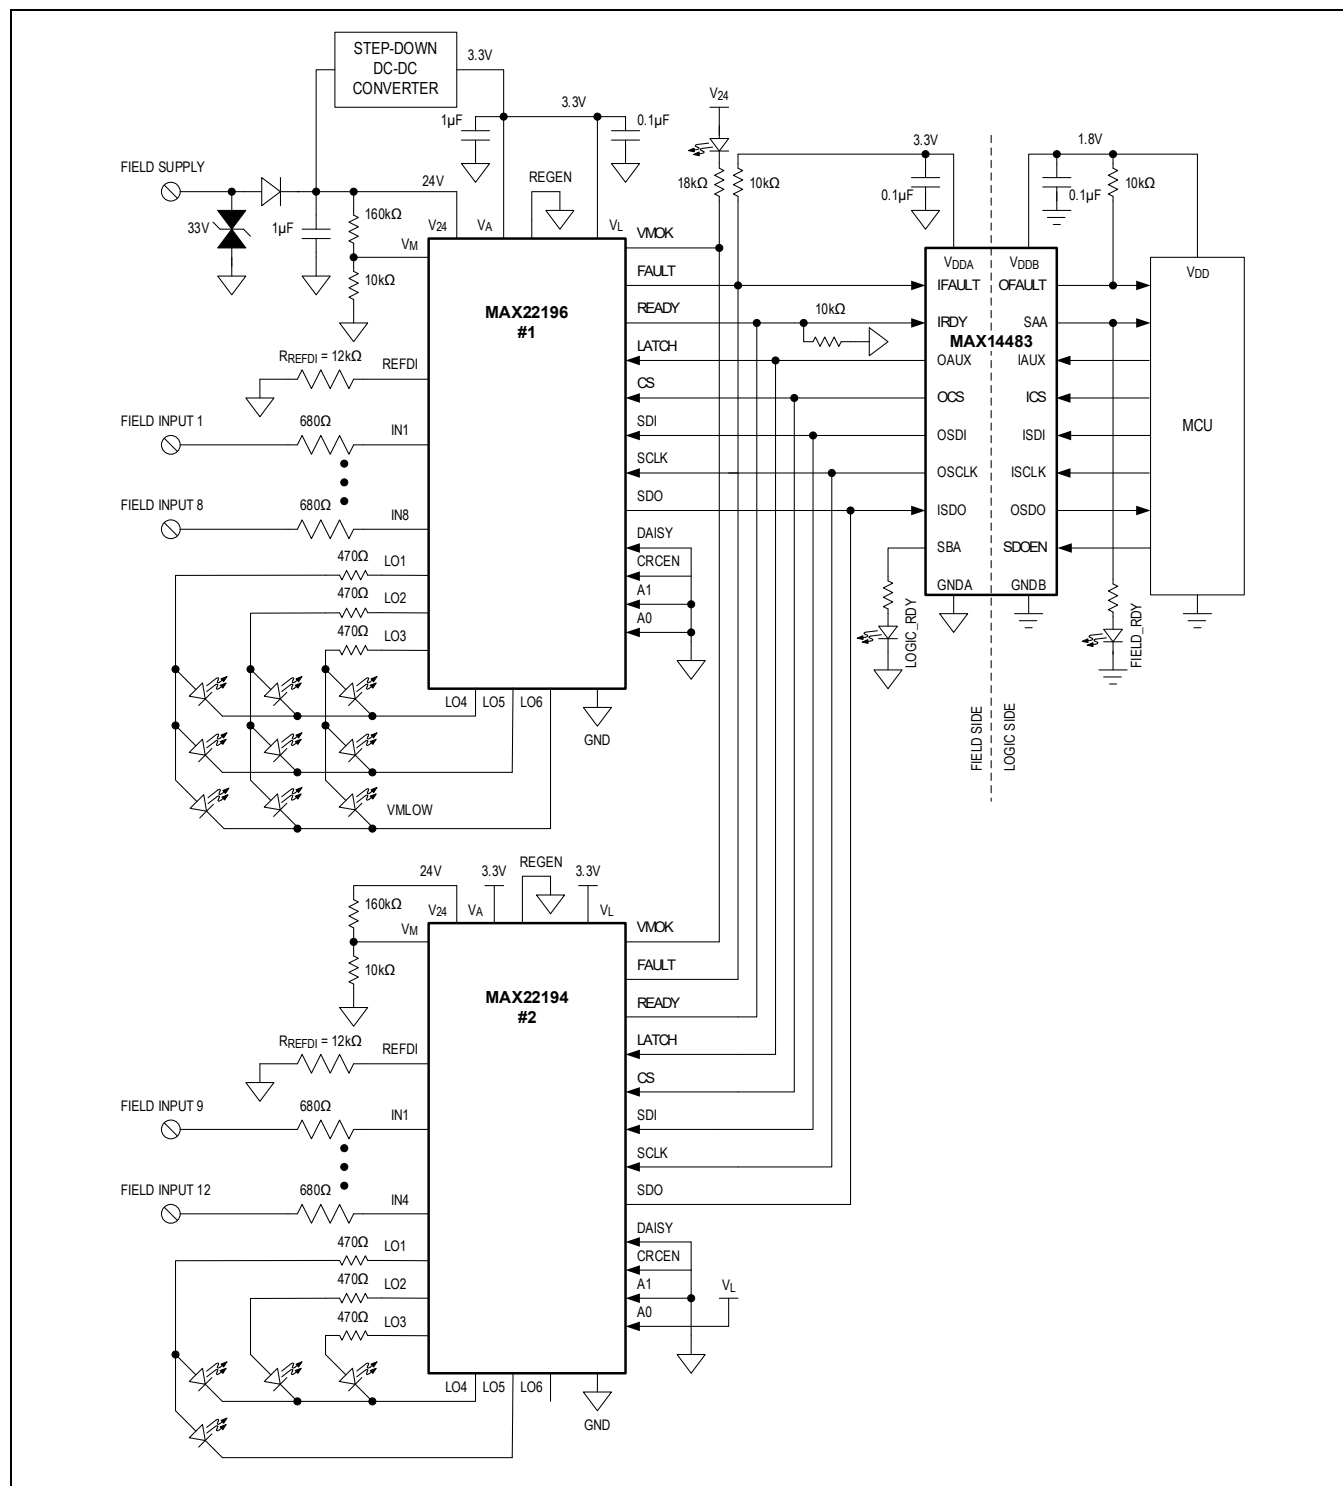 STEP-DOWN
DC-DC
CONVERTER
3.3V
1µF
3.3V
0.1µF
V24
FIELD SUPPLY
33V
1µF
24V
160kΩ
10kΩ
REGEN
VM
V24
VA
VL
18kΩ
10kΩ
3.3V
0.1µF
1.8V
0.1µF
10kΩ
MAX22196
#1
VMOK
FAULT
READY
LATCH
CS
SDI
SCLK
SDO
DAISY
CRCEN
A1
A0
10kΩ
RREFDI = 12kΩ
REFDI
FIELD INPUT 1
680Ω
IN1
FIELD INPUT 8
680Ω
IN8
470Ω
LO1
470Ω
LO2
470Ω
LO3
LO4
LO5
LO6
GND
VMLOW
MAX14483
VDDA
VDDB
IFAULT
OFAULT
IRDY
SAA
OAUX
IAUX
OCS
ICS
OSDI
ISDI
OSCLK
ISCLK
ISDO
OSDO
SBA
SDOEN
GNDA
GNDB
VDD
MCU
LOGIC_RDY
FIELD_RDY
FIELD SIDE
LOGIC SIDE
24V
3.3V
REGEN
3.3V
160kΩ
10kΩ
VM
V24
VA
VL
MAX22194
#2
VMOK
FAULT
READY
LATCH
CS
SDI
SCLK
SDO
DAISY
CRCEN
A1
A0
VL
RREFDI = 12kΩ
REFDI
FIELD INPUT 9
680Ω
IN1
FIELD INPUT 12
680Ω
IN4
470Ω
LO1
470Ω
LO2
470Ω
LO3
LO4
LO5
LO6
GND